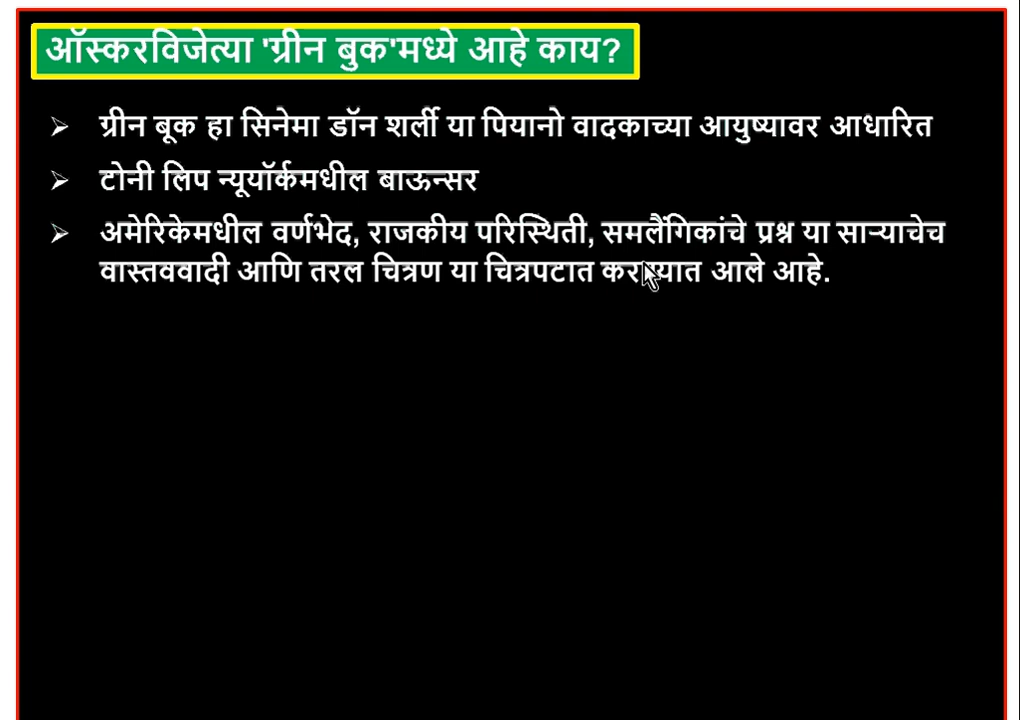 ऑस्करविजेत्या 'ग्रीन बुक'मध्ये आहे काय?
ग्रीन बूक हा सिनेमा डॉन शर्ली या पियानो वादकाच्या आयुष्यावर आधारित
टोनी लिप न्यूयॉर्कमधील बाऊन्सर
अमेरिकेमधील वर्णभेद, राजकीय परिस्थिती, समलैंगिकांचे प्रश्न या साऱ्याचेच
वास्तववादी आणि तरल चित्रण या चित्रपटात करण्यात आले आहे.